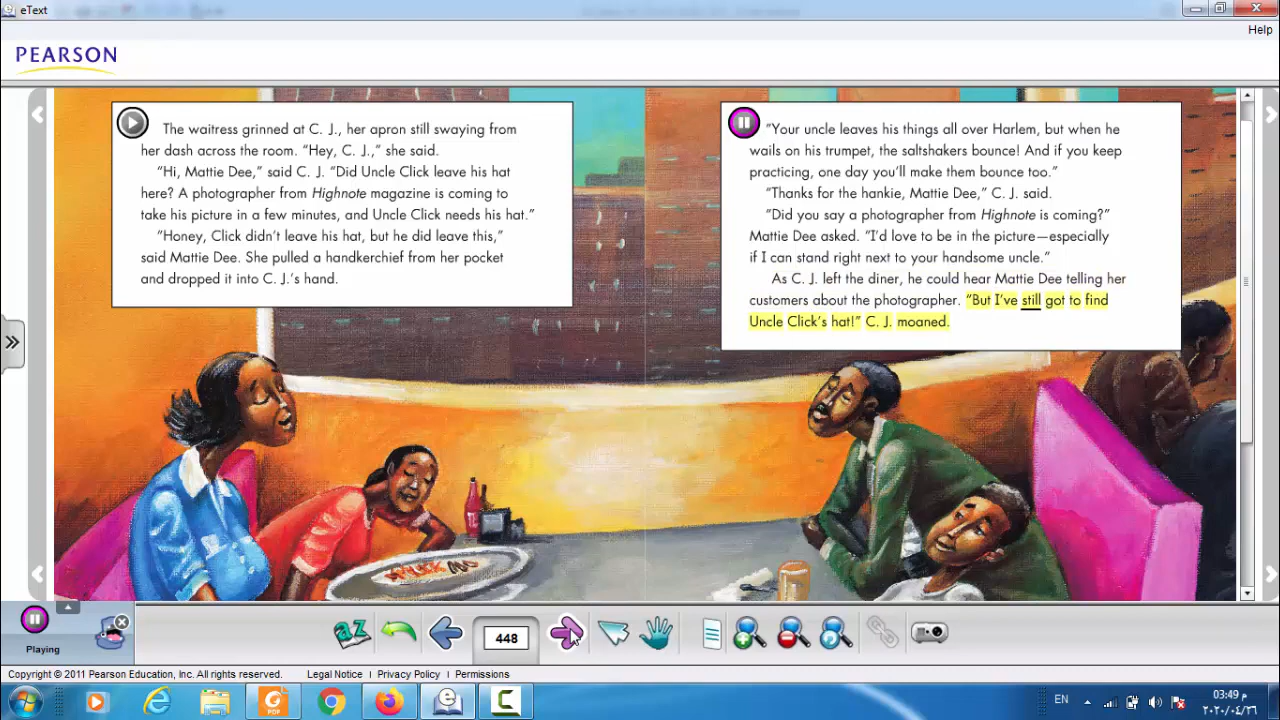 eText
Help
PEARSON
The waitress grinned at C. J., her apron still swaying from
her dash across the room. “Hey, C. J.,” she said.
“Hi, Mattie Dee,” said C. J. “Did Uncle Click leave his hat
here? A photographer from Highnote magazine is coming to
take his picture in a few minutes, and Uncle Click needs his hat.”
“Honey, Click didn’t leave his hat, but he did leave this,”
said Mattie Dee. She pulled a handkerchief from her pocket
and dropped it into C. J.’s hand.
“Your uncle leaves his things all over Harlem, but when he
wails on his trumpet, the saltshakers bounce! And if you keep
practicing, one day you’ll make them bounce too.”
“Thanks for the hankie, Mattie Dee,” C. J. said.
“Did you say a photographer from Highnote is coming?”
Mattie Dee asked. “I’d love to be in the picture—especially
if I can stand right next to your handsome uncle.”
As C. J. left the diner, he could hear Mattie Dee telling her
customers about the photographer. “But I’ve still got to find
Uncle Click’s hat!” C. J. moaned.
Playing
aZ
448
Copyright © 2011 Pearson Education, Inc. All rights reserved. Legal Notice | Privacy Policy | Permissions
PDF
EN
03:49 م
٢٠٢٠/٠٤/٢٦